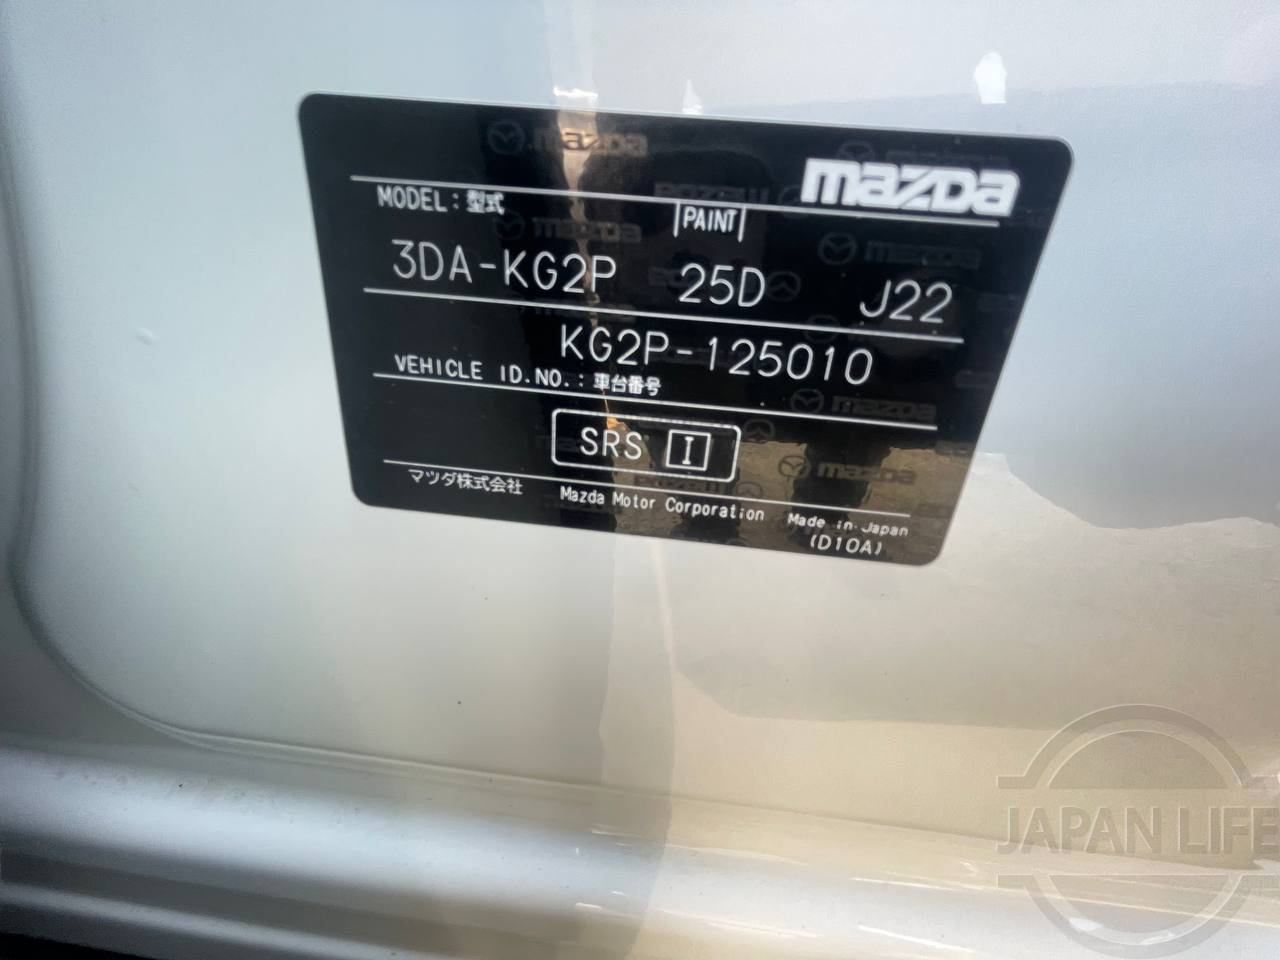 mazda
MODEL：型式 PAINT
3DA-KG2P 25D J22
KG2P-125010
VEHICLE ID.NO.：車台番号
SRS I
マツダ株式会社 Mazda Motor Corporation Made in Japan
(D10A)
JAPAN LIFE